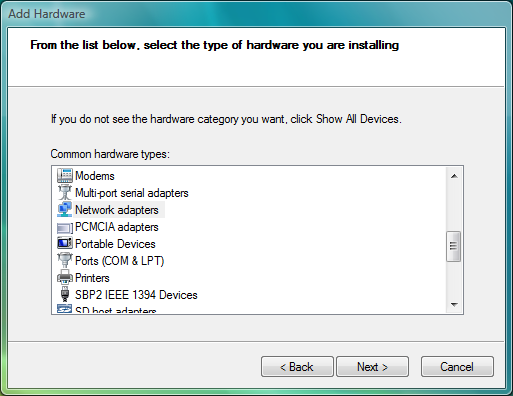 Add Hardware
From the list below, select the type of hardware you are installing
If you do not see the hardware category you want, click Show All Devices.
Common hardware types:
Modems
Multi-port serial adapters
Network adapters
PCMCIA adapters
Portable Devices
Ports (COM & LPT)
Printers
SBP2 IEEE 1394 Devices
SD host adapters
< Back
Next >
Cancel